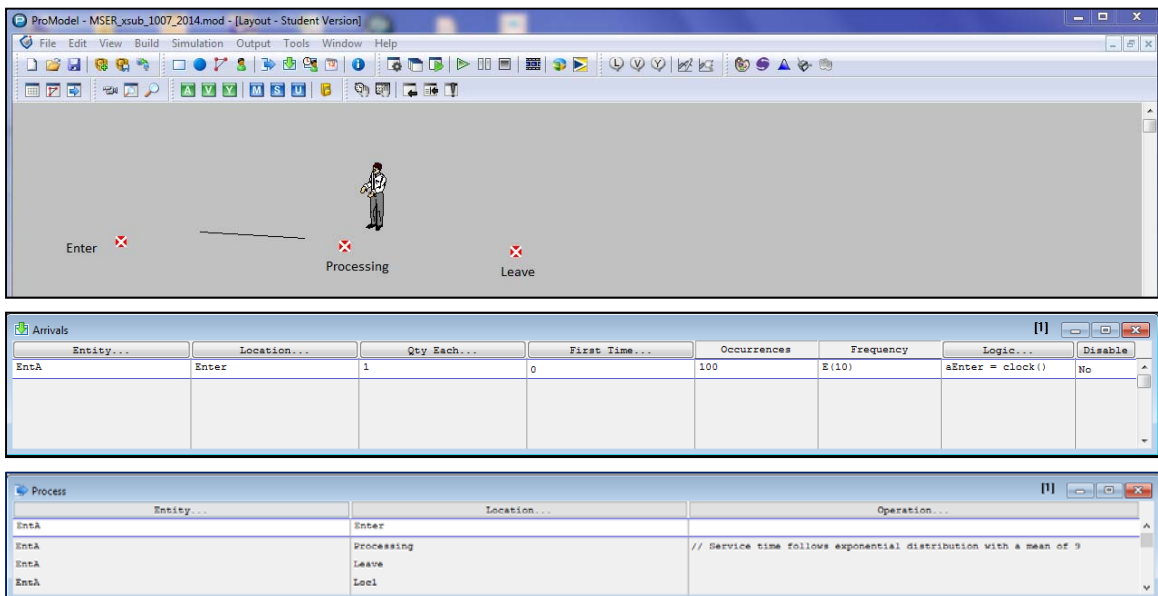 ProModel - MSER_xsub_1007_2014.mod - [Layout - Student Version]
File Edit View Build Simulation Output Tools Window Help
Enter
Processing
Leave
Arrivals [1]
Entity... Location... Qty Each... First Time... Occurrences Frequency Logic... Disable
EntA Enter 1 0 100 E(10) aEnter = clock() No
Process [1]
Entity... Location... Operation...
EntA Enter
EntA Processing // Service time follows exponential distribution with a mean of 9
EntA Leave
EntA Loc1